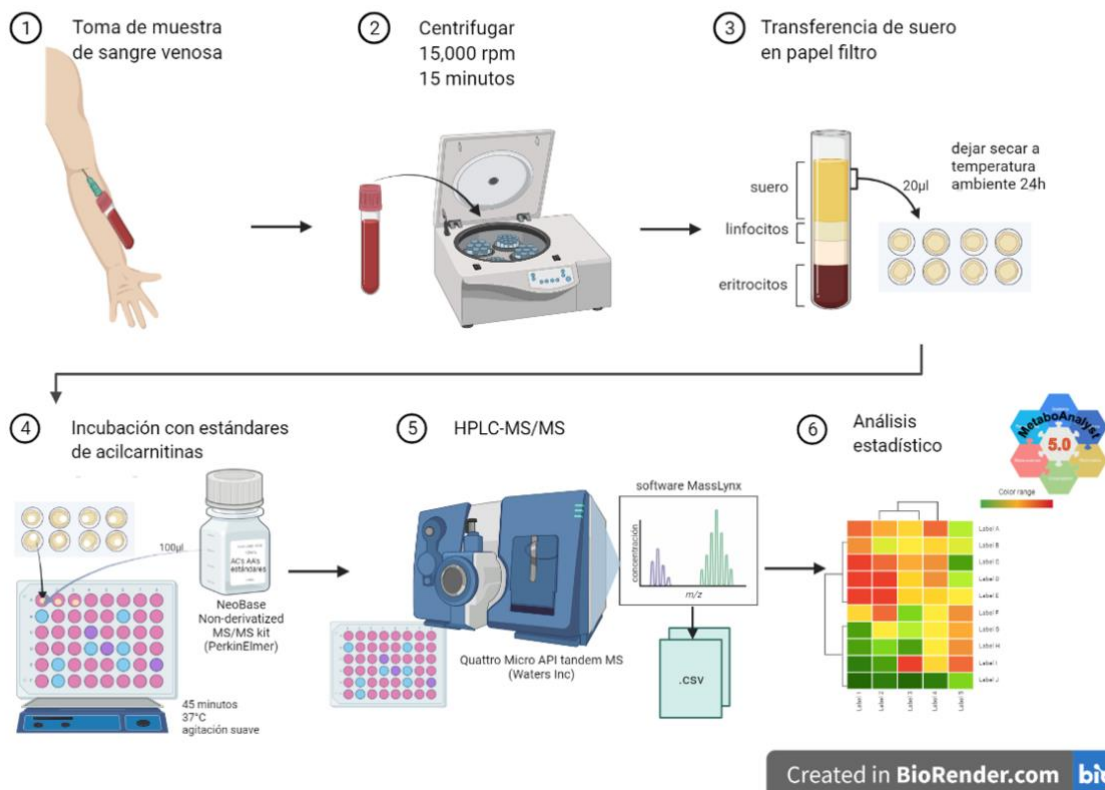 1
Toma de muestra
de sangre venosa
2
Centrifugar
15,000 rpm
15 minutos
3
Transferencia de suero
en papel filtro
suero
linfocitos
eritrocitos
20µl
dejar secar a
temperatura
ambiente 24h
4
Incubación con estándares
de acilcarnitinas
100µl
AC's AA's
estándares
NeoBase
Non-derivatized
MS/MS kit
(PerkinElmer)
45 minutos
37°C
agitación suave
5
HPLC-MS/MS
Quattro Micro API tandem MS
(Waters Inc)
software MassLynx
concentración
m/z
.CSV
6
Análisis
estadístico
MetaboAnalyst
5.0
Color range
Label A
Label B
Label C
Label D
Label E
Label F
Label G
Label H
Label I
Label J
Label 1
Label 2
Label 3
Label 4
Label 5
Created in BioRender.com